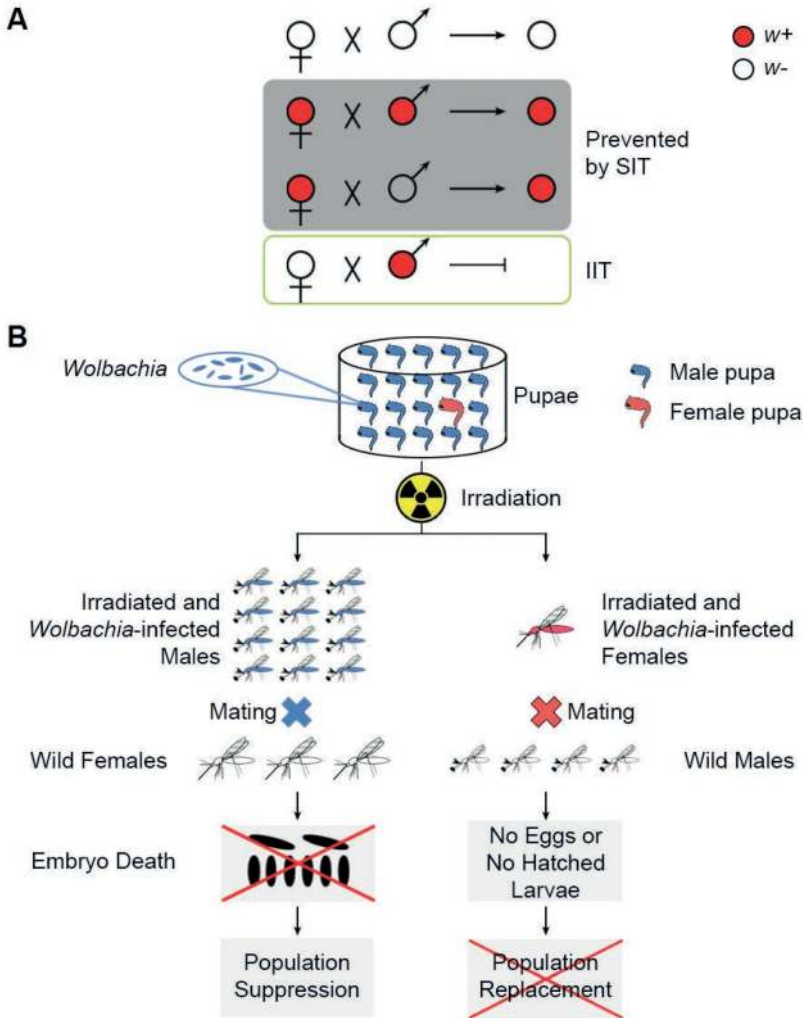 A
X
w+
w-
X
Prevented
by SIT
X
X
IIT
B
Wolbachia
Pupae
Male pupa
Female pupa
Irradiation
Irradiated and
Wolbachia-infected
Males
Irradiated and
Wolbachia-infected
Females
Mating
Mating
Wild Females
Wild Males
Embryo Death
No Eggs or
No Hatched
Larvae
Population
Suppression
Population
Replacement